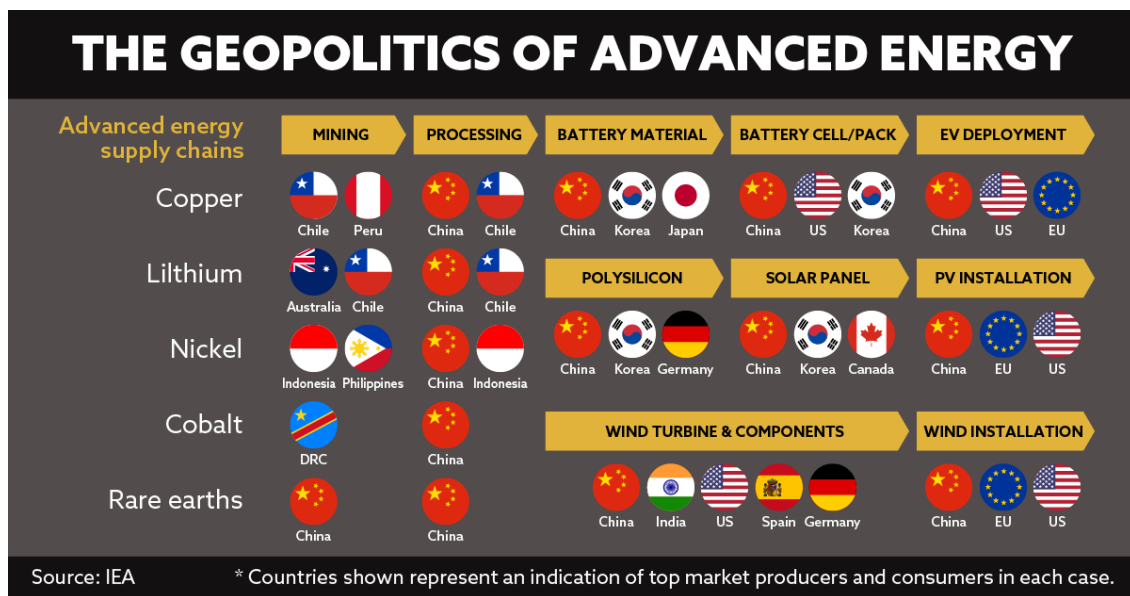 THE GEOPOLITICS OF ADVANCED ENERGY
Advanced energy
supply chains
MINING
PROCESSING
BATTERY MATERIAL
BATTERY CELL/PACK
EV DEPLOYMENT
Copper
Chile
Peru
China
Chile
China
Korea
Japan
China
US
Korea
China
US
EU
Lilthium
Australia
Chile
China
Chile
POLYSILICON
SOLAR PANEL
PV INSTALLATION
Nickel
Indonesia
Philippines
China
Indonesia
China
Korea
Germany
China
Korea
Canada
China
EU
US
Cobalt
DRC
China
WIND TURBINE & COMPONENTS
WIND INSTALLATION
Rare earths
China
China
China
India
US
Spain
Germany
China
EU
US
Source: IEA
* Countries shown represent an indication of top market producers and consumers in each case.